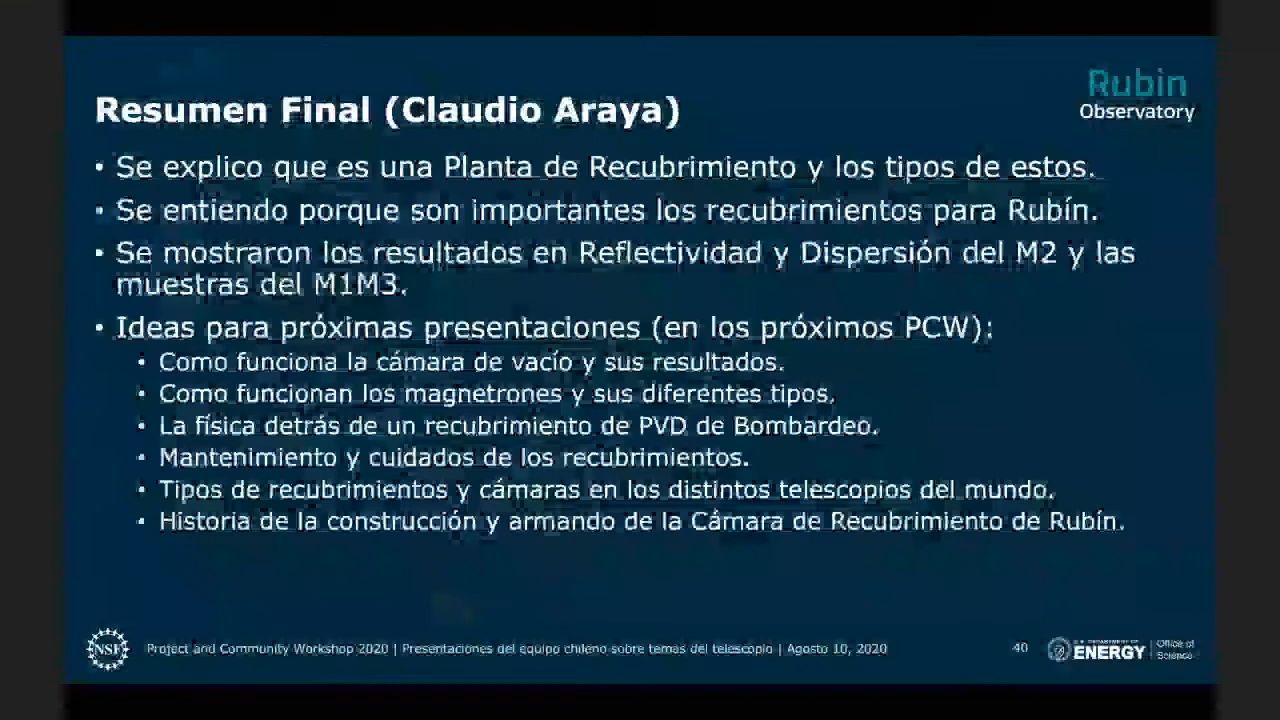 Rubin
Observatory
Resumen Final (Claudio Araya)
• Se explico que es una Planta de Recubrimiento y los tipos de estos.
• Se entiendo porque son importantes los recubrimientos para Rubín.
• Se mostraron los resultados en Reflectividad y Dispersión del M2 y las
muestras del M1M3.
• Ideas para próximas presentaciones (en los próximos PCW):
• Como funciona la cámara de vacío y sus resultados.
• Como funcionan los magnetrones y sus diferentes tipos.
• La física detrás de un recubrimiento de PVD de Bombardeo.
• Mantenimiento y cuidados de los recubrimientos.
• Tipos de recubrimientos y cámaras en los distintos telescopios del mundo.
• Historia de la construcción y armando de la Cámara de Recubrimiento de Rubín.
NSF
Project and Community Workshop 2020 | Presentaciones del equipo chileno sobre temas del telescopio | Agosto 10, 2020
40
U.S. DEPARTMENT OF
ENERGY
Office of
Science